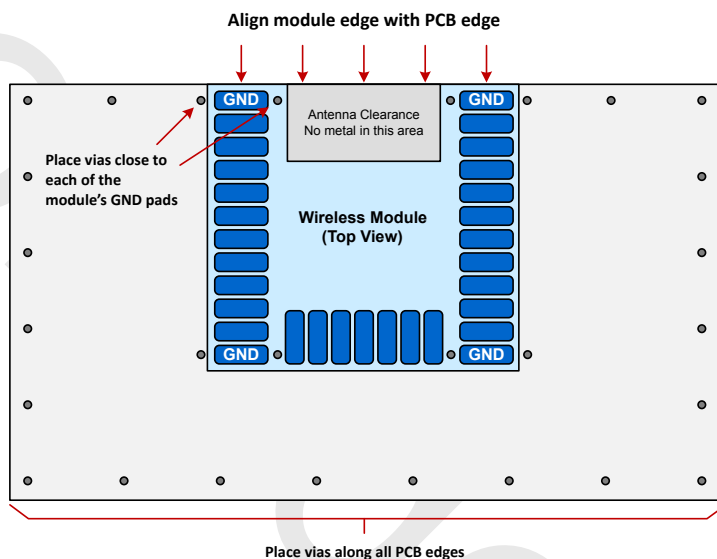 Align module edge with PCB edge
GND
GND
Antenna Clearance
No metal in this area
Place vias close to
each of the
module's GND pads
Wireless Module
(Top View)
GND
GND
Place vias along all PCB edges